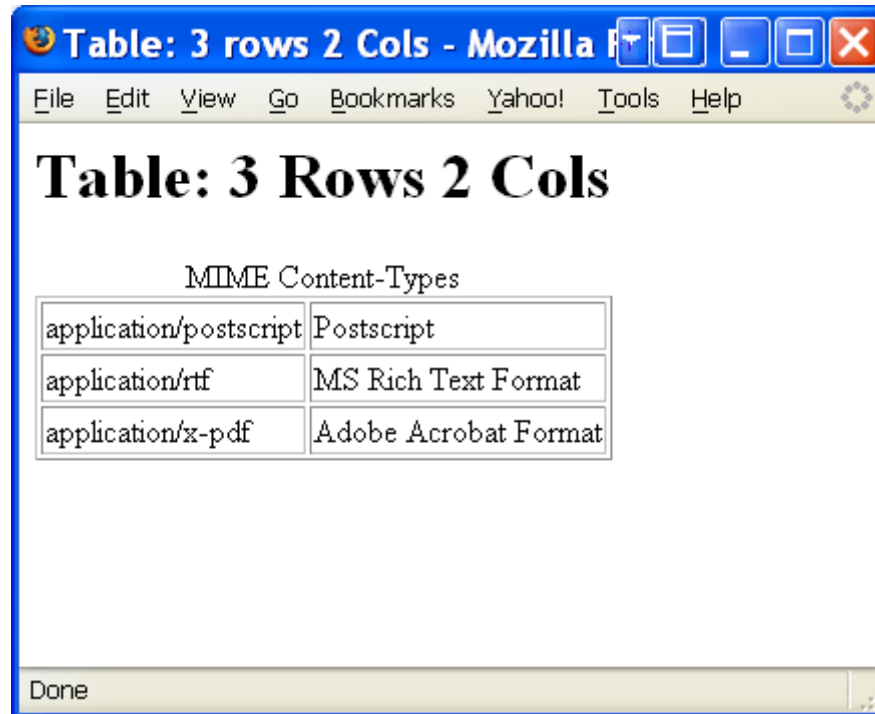 Table: 3 rows 2 Cols - Mozilla F
File Edit View Go Bookmarks Yahoo! Tools Help
Table: 3 Rows 2 Cols
MIME Content-Types
application/postscript Postscript
application/rtf MS Rich Text Format
application/x-pdf Adobe Acrobat Format
Done